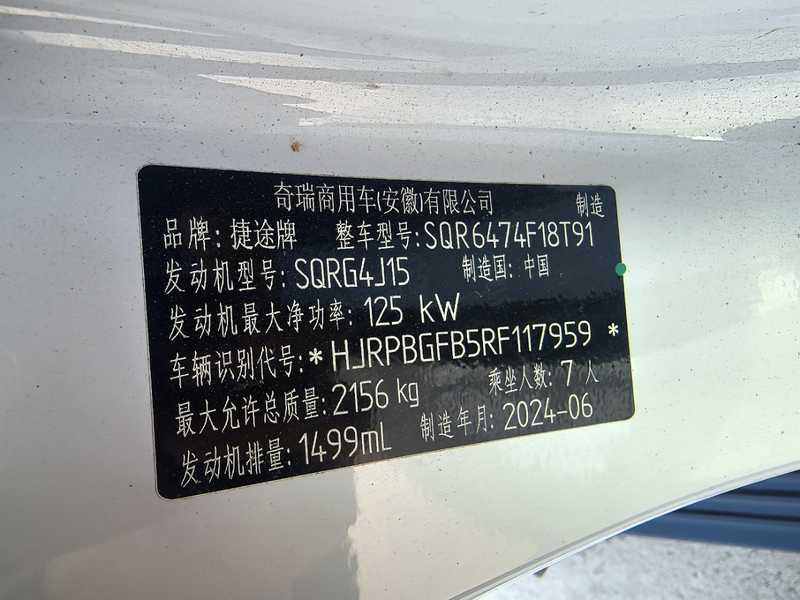 奇瑞商用车(安徽)有限公司 制造
品牌: 捷途牌 整车型号: SQR6474F18T91
发动机型号: SQRG4J15 制造国: 中国
发动机最大净功率: 125 kW
车辆识别代号: *HJRPBGFB5RF117959*
最大允许总质量: 2156 kg 乘坐人数: 7 人
发动机排量: 1499mL 制造年月: 2024-06